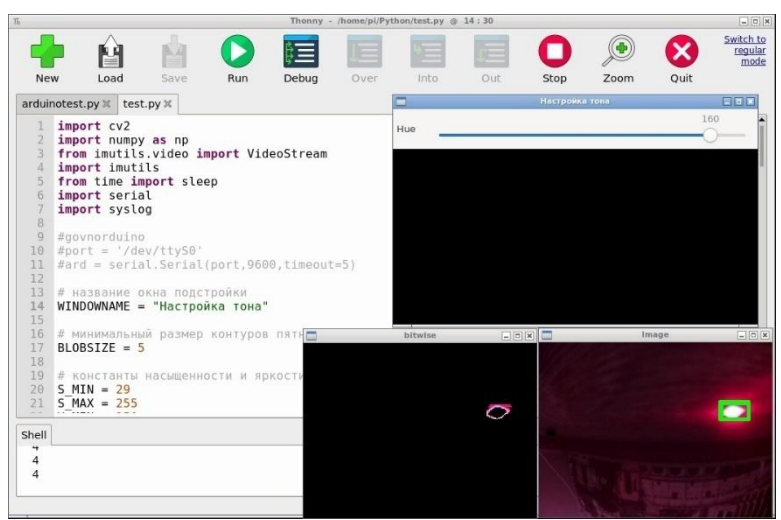 Thonny - /home/pi/Python/test.py @ 14 : 30
New Load Save Run Debug Over Into Out Stop Zoom Quit
Switch to
regular
mode
arduinotest.py test.py
1 import cv2
2 import numpy as np
3 from imutils.video import VideoStream
4 import imutils
5 from time import sleep
6 import serial
7 import syslog
8
9 #govnorduino
10 #port = '/dev/ttyS0'
11 #ard = serial.Serial(port,9600,timeout=5)
12
13 # название окна подстройки
14 WINDOWNAME = "Настройка тона"
15
16 # минимальный размер контуров пятн
17 BLOBSIZE = 5
18
19 # константы насыщенности и яркости
20 S_MIN = 29
21 S_MAX = 255
Настройка тона
Hue 160
bitwise
Image
Shell
4
4
4